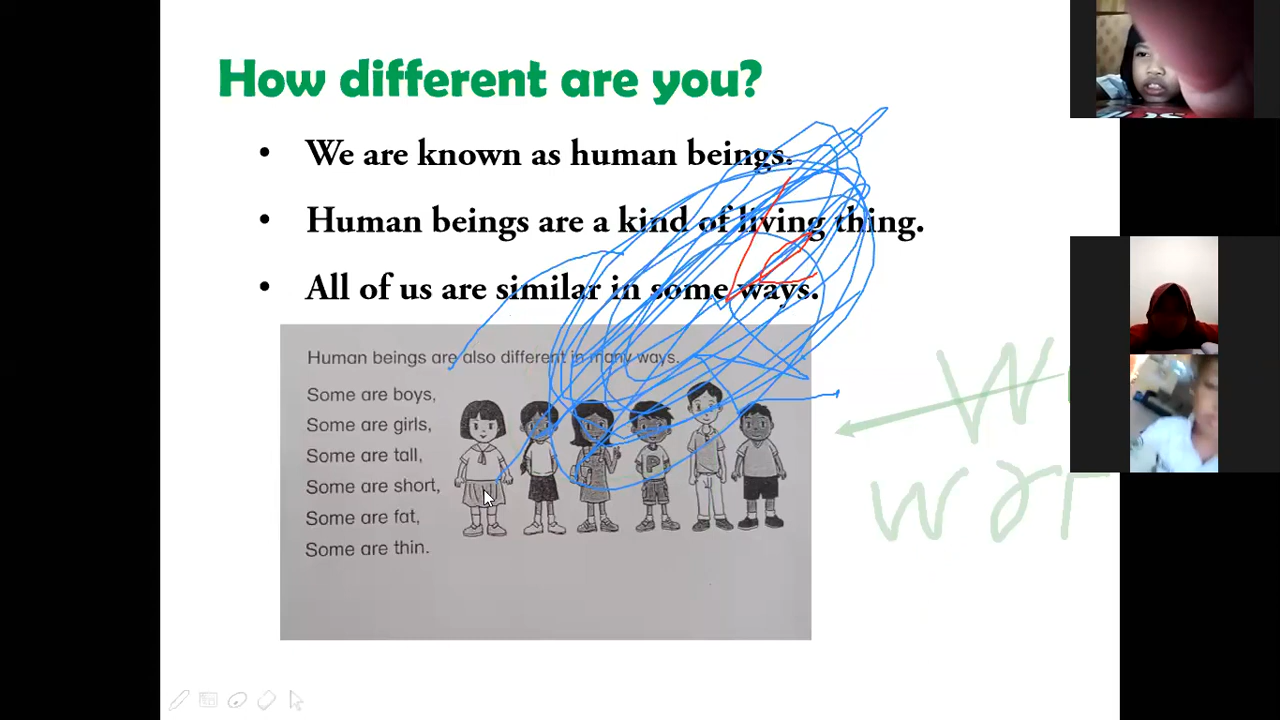 How different are you?
• We are known as human beings.
• Human beings are a kind of living thing.
• All of us are similar in some ways.
Human beings are also different in many ways.
Some are boys,
Some are girls,
Some are tall,
Some are short,
Some are fat,
Some are thin.
P